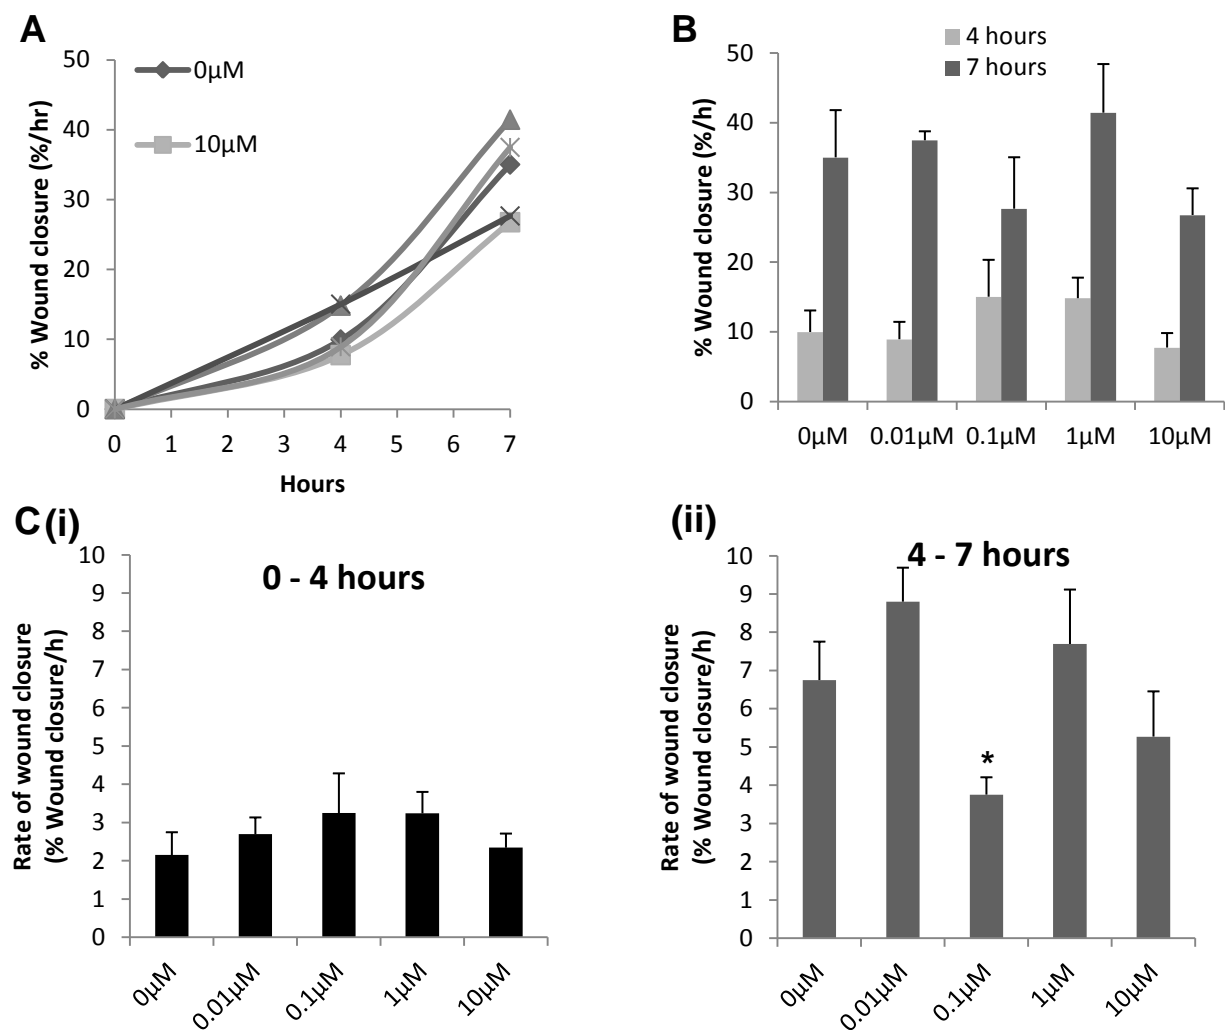 A
50
40
30
20
10
0
% Wound closure (%/hr)
0µM
10µM
0 1 2 3 4 5 6 7
Hours
B
4 hours
7 hours
50
40
30
20
10
0
% Wound closure (%/h)
0µM 0.01µM 0.1µM 1µM 10µM
C (i)
0 - 4 hours
10
9
8
7
6
5
4
3
2
1
0
Rate of wound closure
(% Wound closure/h)
0µM 0.01µM 0.1µM 1µM 10µM
(ii)
4 - 7 hours
10
9
8
7
6
5
4
3
2
1
0
Rate of wound closure
(% Wound closure/h)
*
0µM 0.01µM 0.1µM 1µM 10µM